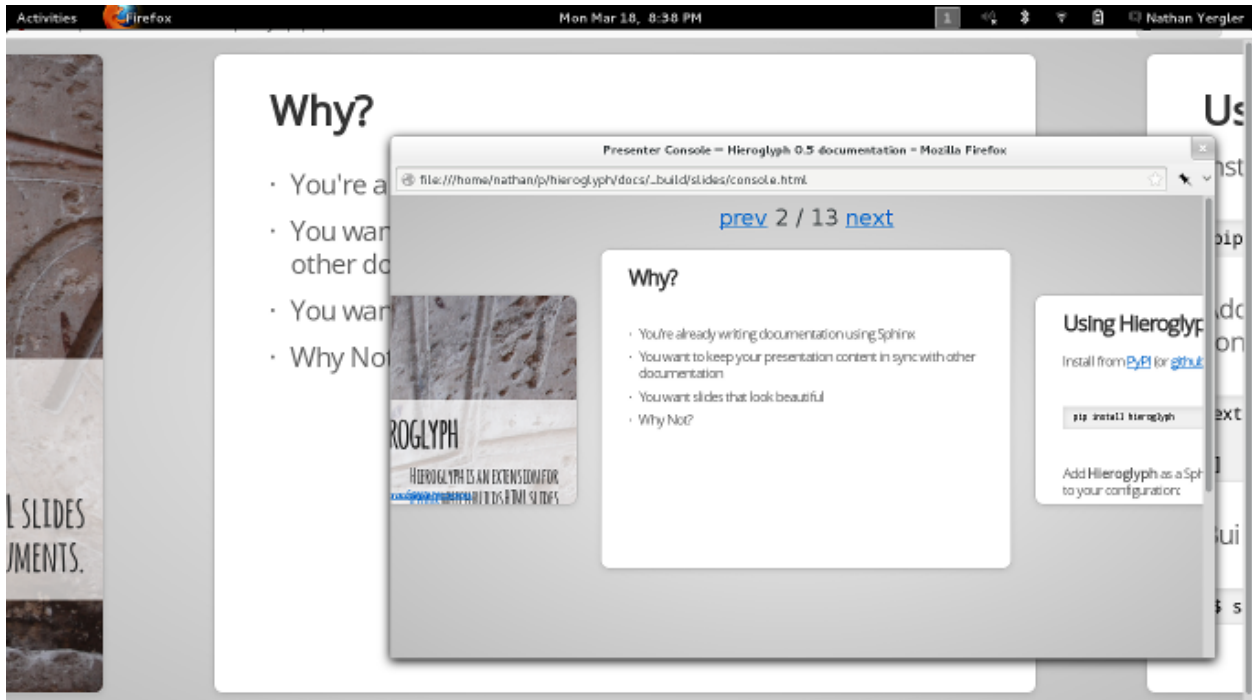 Activities Firefox Mon Mar 18, 8:38 PM 1 Nathan Yergler
Why?
· You're a
· You wan
other do
· You wan
· Why No
L SLIDES
UMENTS.
Presenter Console — Hieroglyph 0.5 documentation - Mozilla Firefox
file:///home/nathan/p/hieroglyph/docs/_build/slides/console.html
prev 2 / 13 next
ROGLYPH
HIEROGLYPH IS AN EXTENSION FOR
Why?
· You're already writing documentation using Sphinx
· You want to keep your presentation content in sync with other
documentation
· You want slides that look beautiful
· Why Not?
Using Hieroglyp
Install from PyPI (or github
pip install hieroglyph
Add Hieroglyph as a Sph
to your configuration:
Us
nst
pip
on
ext
]
ui
$ s